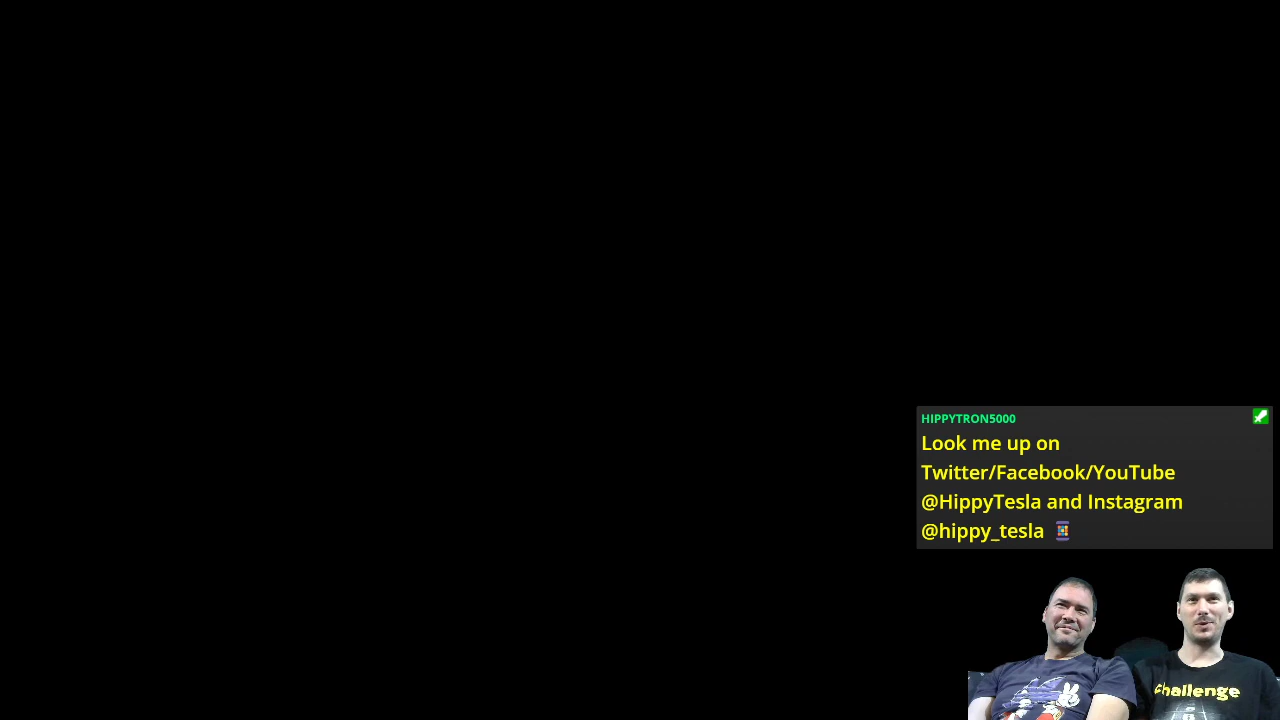 HIPPYTRON5000
Look me up on
Twitter/Facebook/YouTube
@HippyTesla and Instagram
@hippy_tesla
Challenge